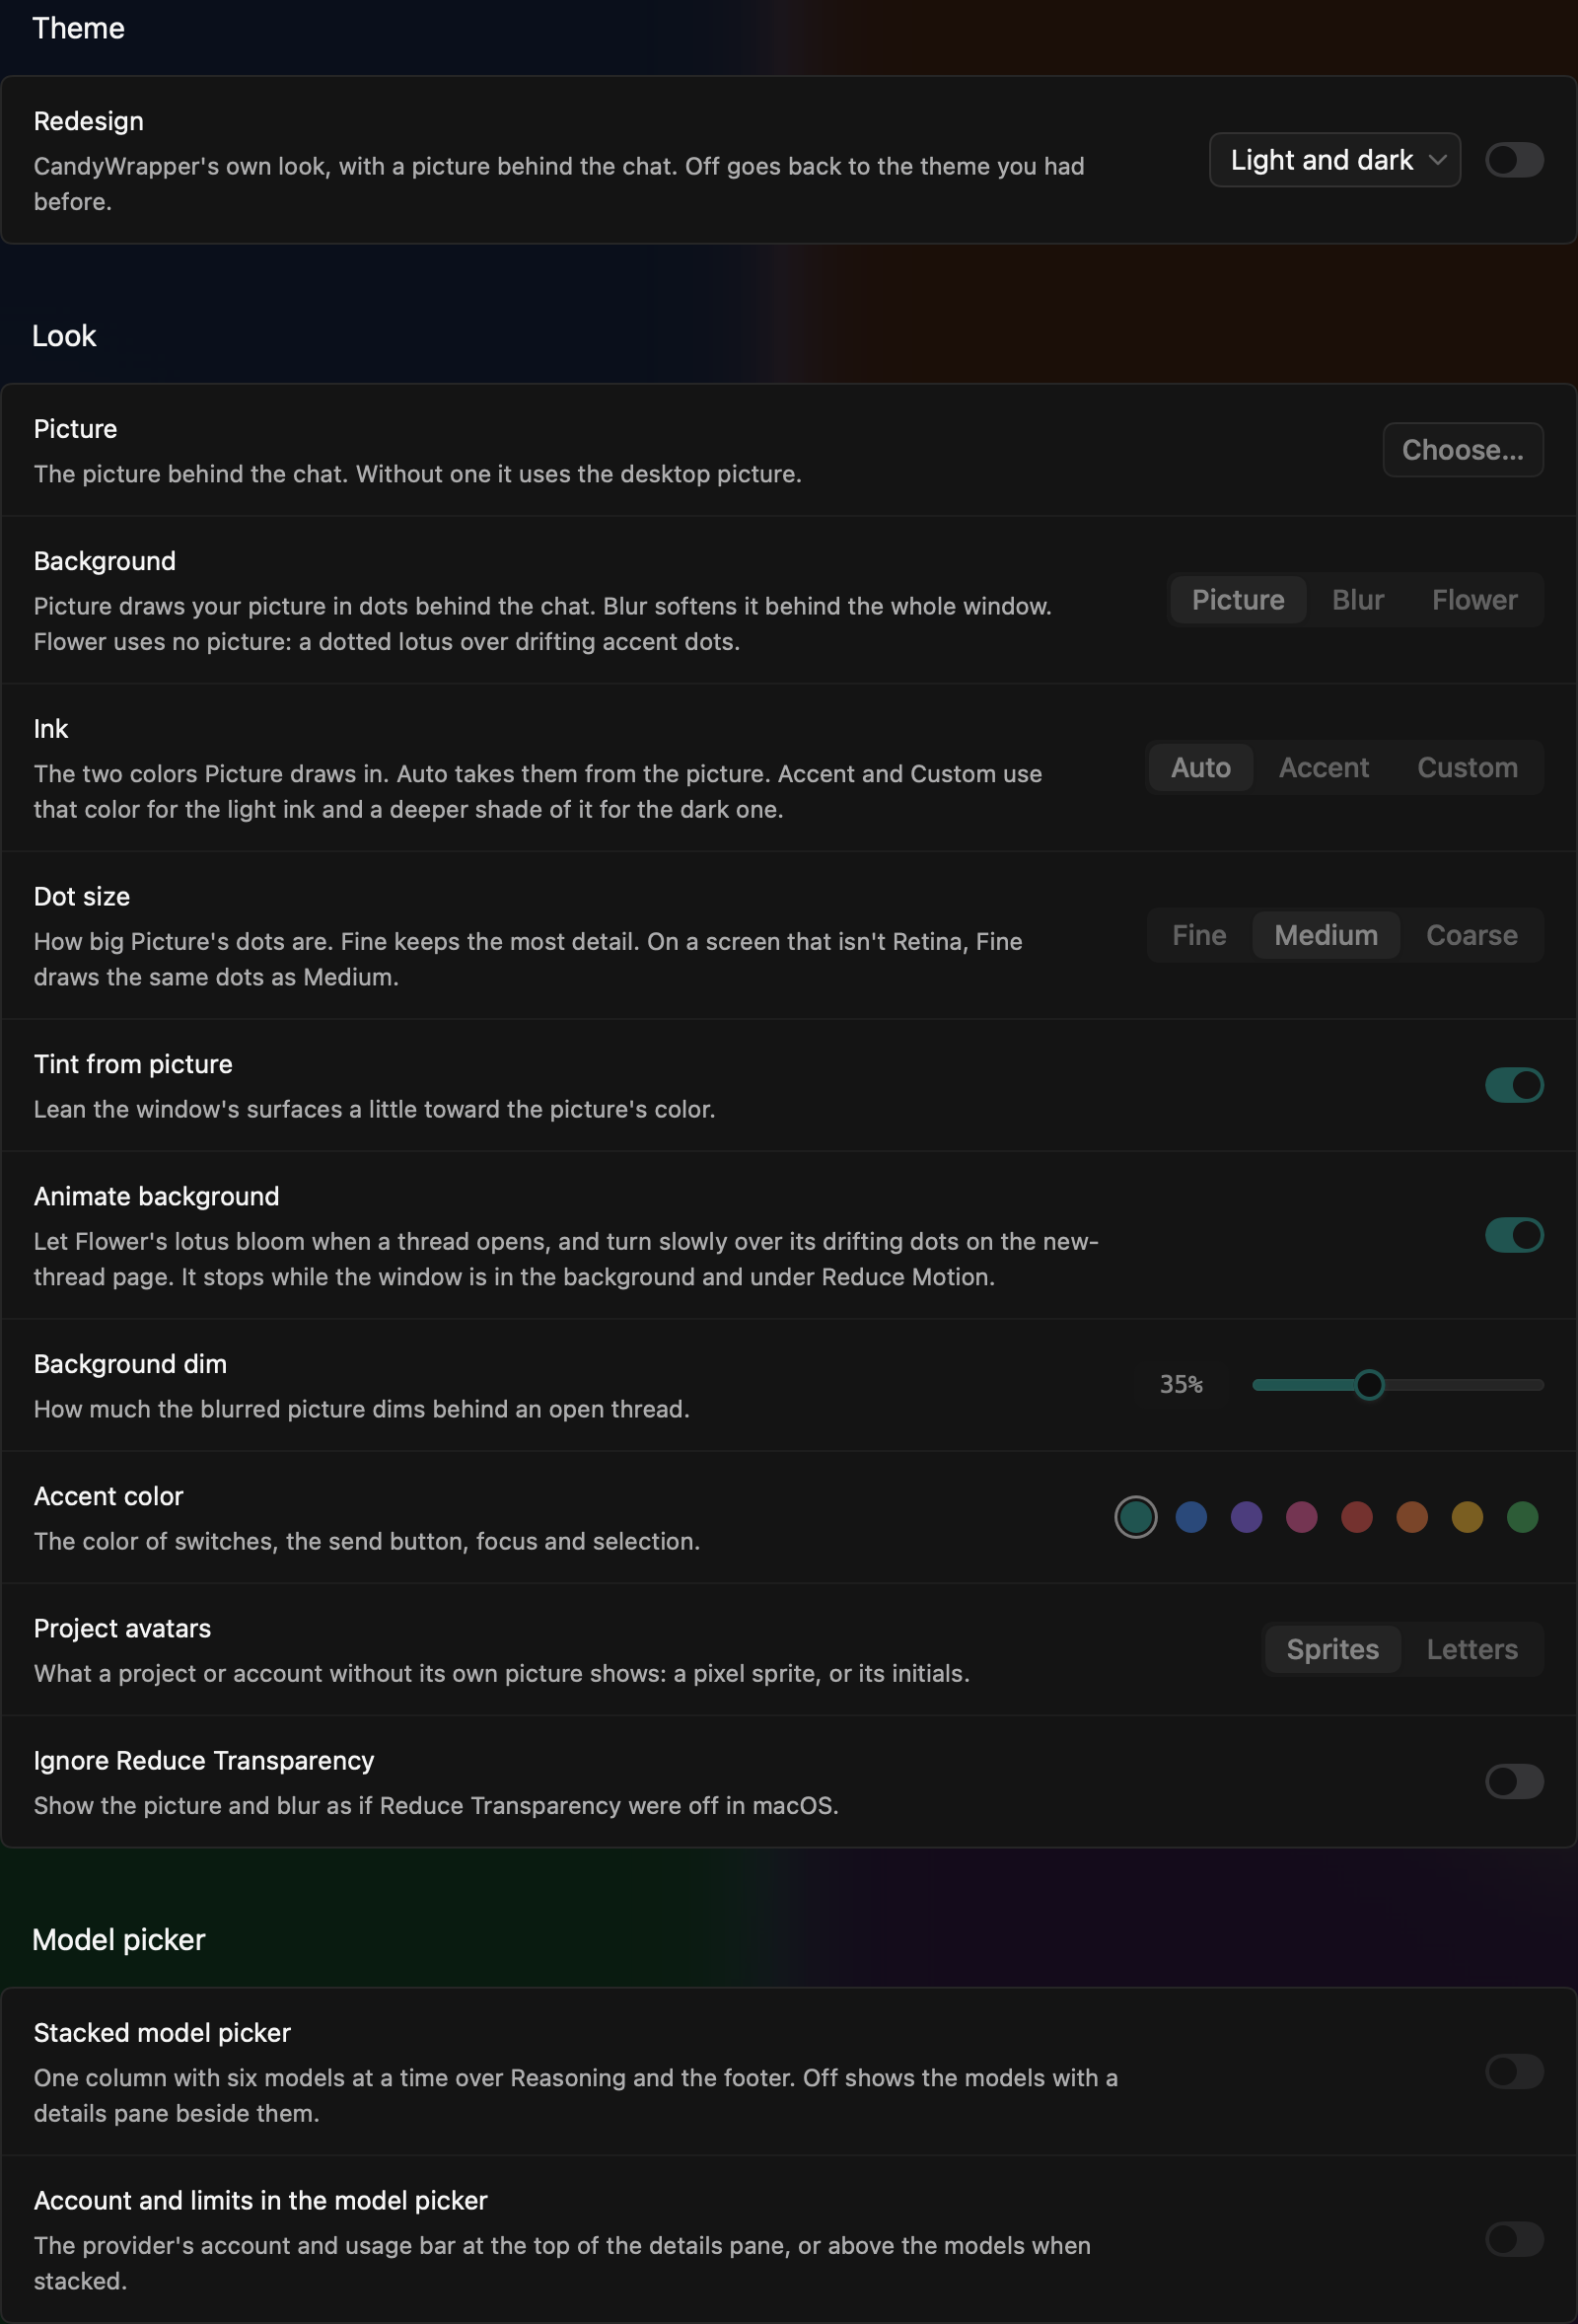 Theme
Redesign
CandyWrapper's own look, with a picture behind the chat. Off goes back to the theme you had
before.
Light and dark
Look
Picture
The picture behind the chat. Without one it uses the desktop picture.
Choose...
Background
Picture draws your picture in dots behind the chat. Blur softens it behind the whole window.
Flower uses no picture: a dotted lotus over drifting accent dots.
Picture Blur Flower
Ink
The two colors Picture draws in. Auto takes them from the picture. Accent and Custom use
that color for the light ink and a deeper shade of it for the dark one.
Auto Accent Custom
Dot size
How big Picture's dots are. Fine keeps the most detail. On a screen that isn't Retina, Fine
draws the same dots as Medium.
Fine Medium Coarse
Tint from picture
Lean the window's surfaces a little toward the picture's color.
Animate background
Let Flower's lotus bloom when a thread opens, and turn slowly over its drifting dots on the new-
thread page. It stops while the window is in the background and under Reduce Motion.
Background dim
How much the blurred picture dims behind an open thread.
35%
Accent color
The color of switches, the send button, focus and selection.
Project avatars
What a project or account without its own picture shows: a pixel sprite, or its initials.
Sprites Letters
Ignore Reduce Transparency
Show the picture and blur as if Reduce Transparency were off in macOS.
Model picker
Stacked model picker
One column with six models at a time over Reasoning and the footer. Off shows the models with a
details pane beside them.
Account and limits in the model picker
The provider's account and usage bar at the top of the details pane, or above the models when
stacked.